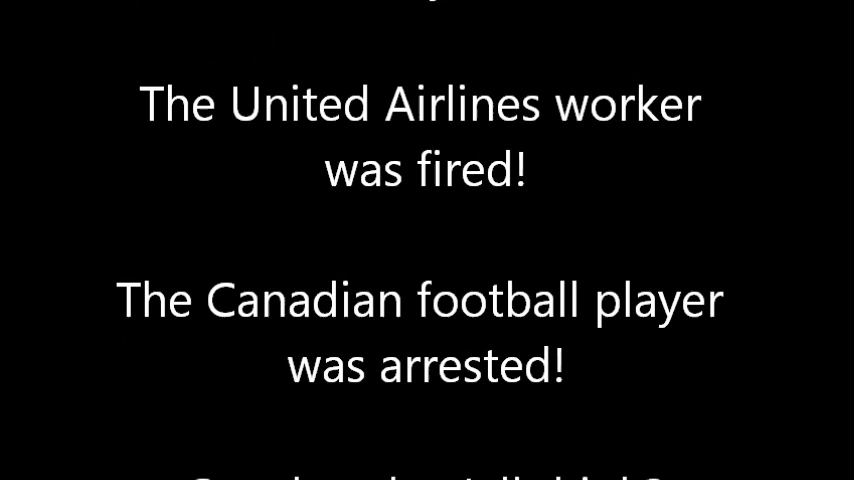 The United Airlines worker
was fired!
The Canadian football player
was arrested!